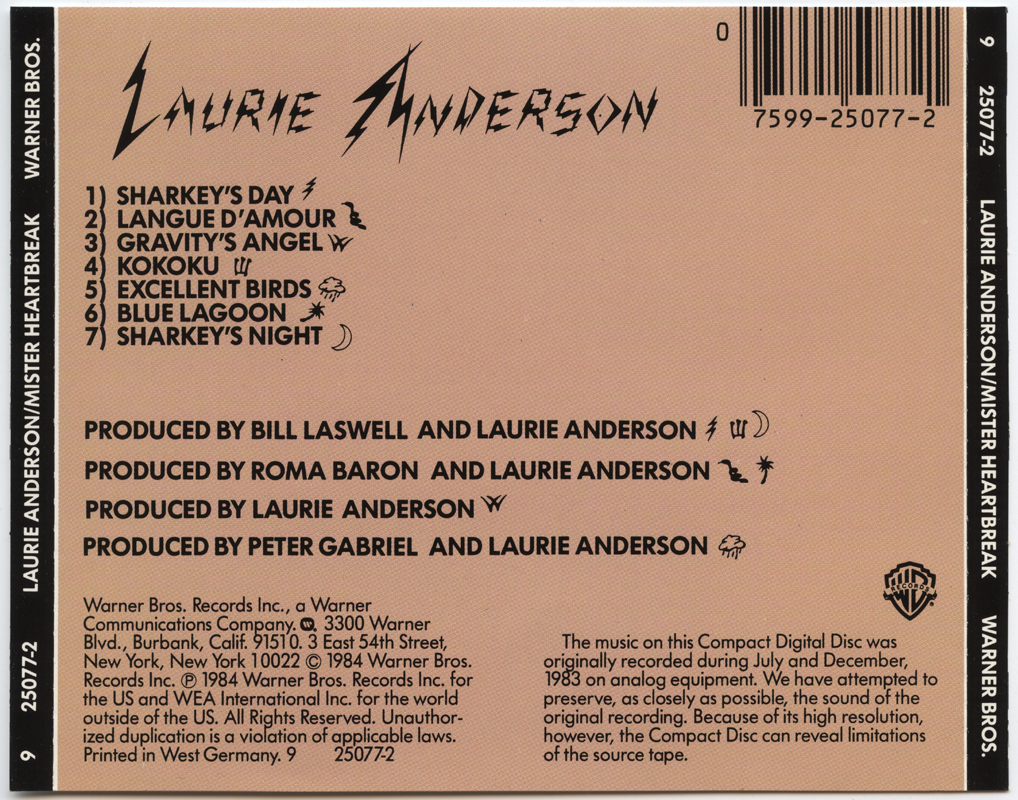 WARNER BROS.
LAURIE ANDERSON/MISTER HEARTBREAK
25077-2
9
LAURIE ANDERSON
0
7599-25077-2
1) SHARKEY'S DAY
2) LANGUE D'AMOUR
3) GRAVITY'S ANGEL
4) KOKOKU
5) EXCELLENT BIRDS
6) BLUE LAGOON
7) SHARKEY'S NIGHT
PRODUCED BY BILL LASWELL AND LAURIE ANDERSON
PRODUCED BY ROMA BARON AND LAURIE ANDERSON
PRODUCED BY LAURIE ANDERSON
PRODUCED BY PETER GABRIEL AND LAURIE ANDERSON
Warner Bros. Records Inc., a Warner
Communications Company. 3300 Warner
Blvd., Burbank, Calif. 91510. 3 East 54th Street,
New York, New York 10022 © 1984 Warner Bros.
Records Inc. ℗ 1984 Warner Bros. Records Inc. for
the US and WEA International Inc. for the world
outside of the US. All Rights Reserved. Unauthor-
ized duplication is a violation of applicable laws.
Printed in West Germany. 9 25077-2
RECORDS
The music on this Compact Digital Disc was
originally recorded during July and December,
1983 on analog equipment. We have attempted to
preserve, as closely as possible, the sound of the
original recording. Because of its high resolution,
however, the Compact Disc can reveal limitations
of the source tape.
9
25077-2
LAURIE ANDERSON/MISTER HEARTBREAK
WARNER BROS.